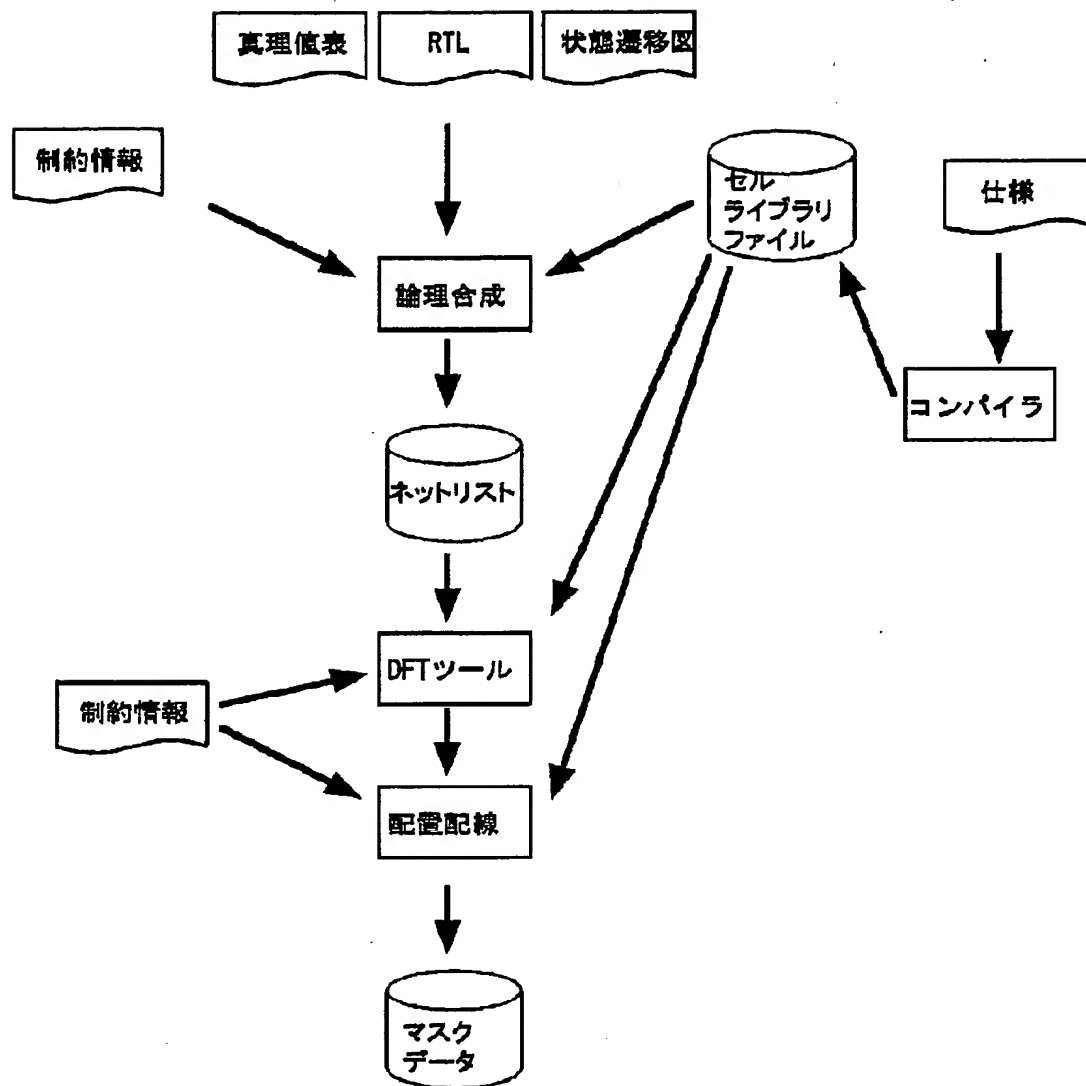 真理値表
RTL
状態遷移図
制約情報
セル
ライブラリ
ファイル
仕様
論理合成
コンパイラ
ネットリスト
DFTツール
制約情報
配置配線
マスク
データ